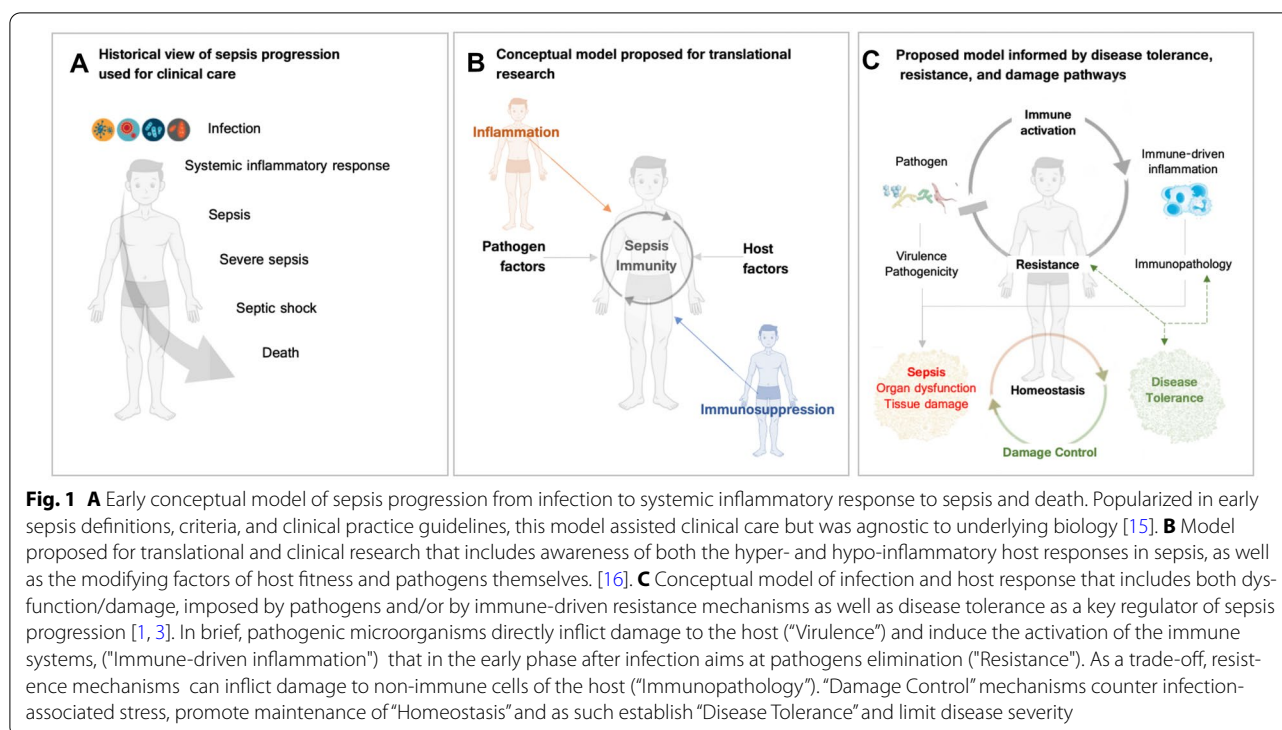 A Historical view of sepsis progression
used for clinical care
Infection
Systemic inflammatory response
Sepsis
Severe sepsis
Septic shock
Death
B Conceptual model proposed for translational
research
Inflammation
Pathogen
factors
Sepsis
Immunity
Host
factors
Immunosuppression
C Proposed model informed by disease tolerance,
resistance, and damage pathways
Immune
activation
Pathogen
Immune-driven
inflammation
Virulence
Pathogenicity
Resistance
Immunopathology
Sepsis
Organ dysfunction
Tissue damage
Homeostasis
Disease
Tolerance
Damage Control
Fig. 1 A Early conceptual model of sepsis progression from infection to systemic inflammatory response to sepsis and death. Popularized in early
sepsis definitions, criteria, and clinical practice guidelines, this model assisted clinical care but was agnostic to underlying biology [15]. B Model
proposed for translational and clinical research that includes awareness of both the hyper- and hypo-inflammatory host responses in sepsis, as well
as the modifying factors of host fitness and pathogens themselves. [16]. C Conceptual model of infection and host response that includes both dys-
function/damage, imposed by pathogens and/or by immune-driven resistance mechanisms as well as disease tolerance as a key regulator of sepsis
progression [1, 3]. In brief, pathogenic microorganisms directly inflict damage to the host (“Virulence”) and induce the activation of the immune
systems, ("Immune-driven inflammation") that in the early phase after infection aims at pathogens elimination ("Resistance"). As a trade-off, resist-
ence mechanisms can inflict damage to non-immune cells of the host (“Immunopathology”). “Damage Control” mechanisms counter infection-
associated stress, promote maintenance of “Homeostasis” and as such establish “Disease Tolerance” and limit disease severity